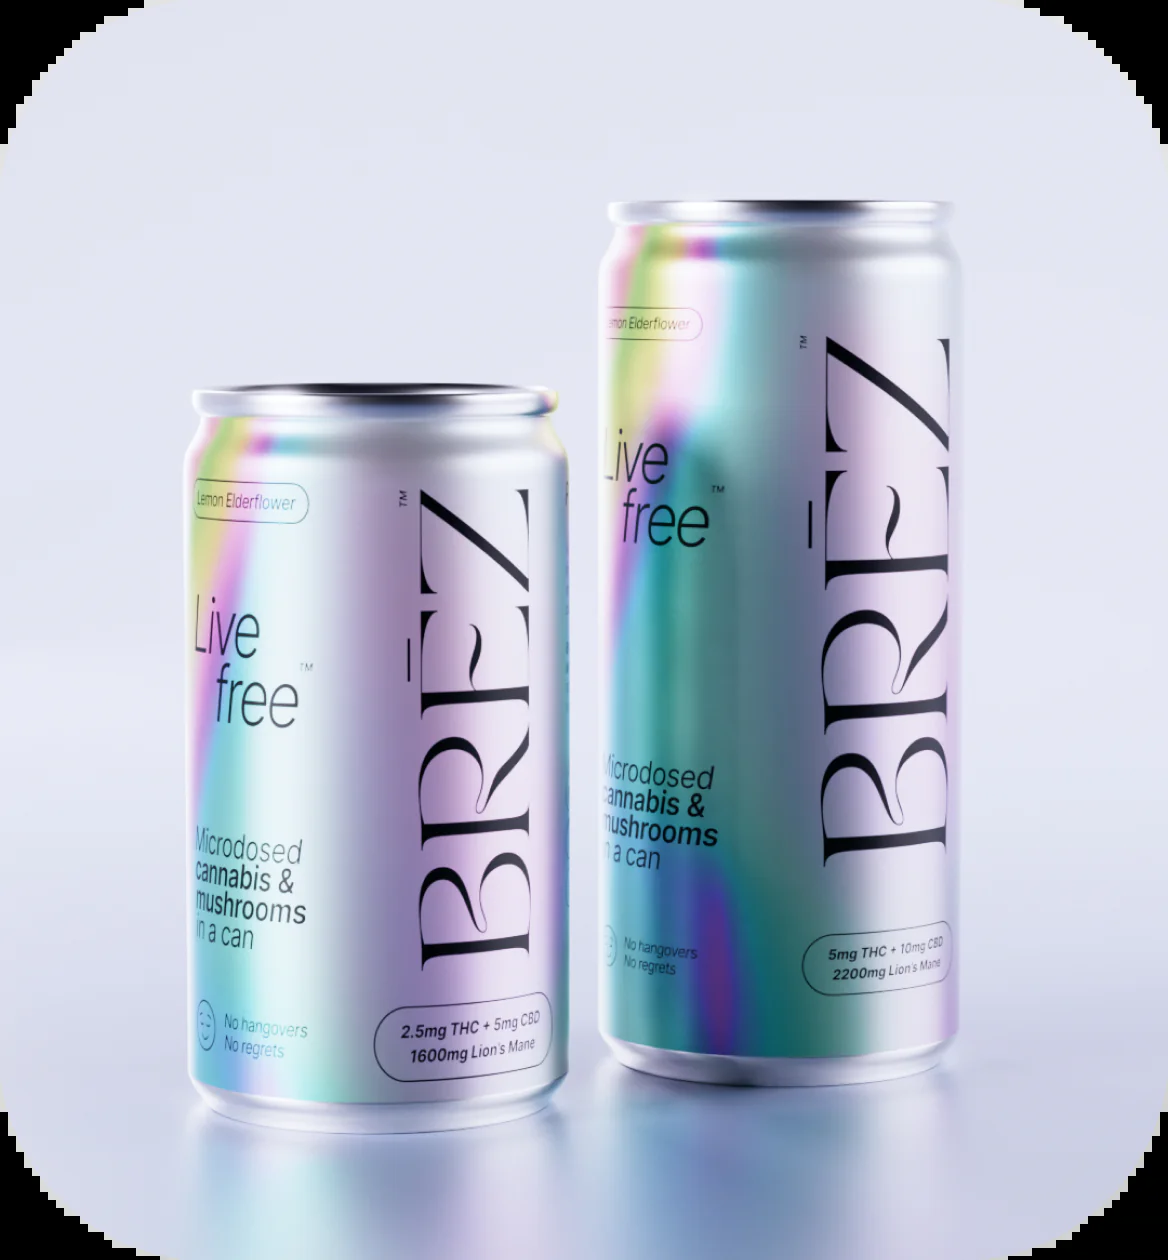 Lemon Elderflower
Live
free™
Microdosed
cannabis &
mushrooms
in a can
No hangovers
No regrets
BRĒZ™
2.5mg THC + 5mg CBD
1600mg Lion's Mane
Lemon Elderflower
Live
free™
Microdosed
cannabis &
mushrooms
in a can
No hangovers
No regrets
BRĒZ™
5mg THC + 10mg CBD
2200mg Lion's Mane